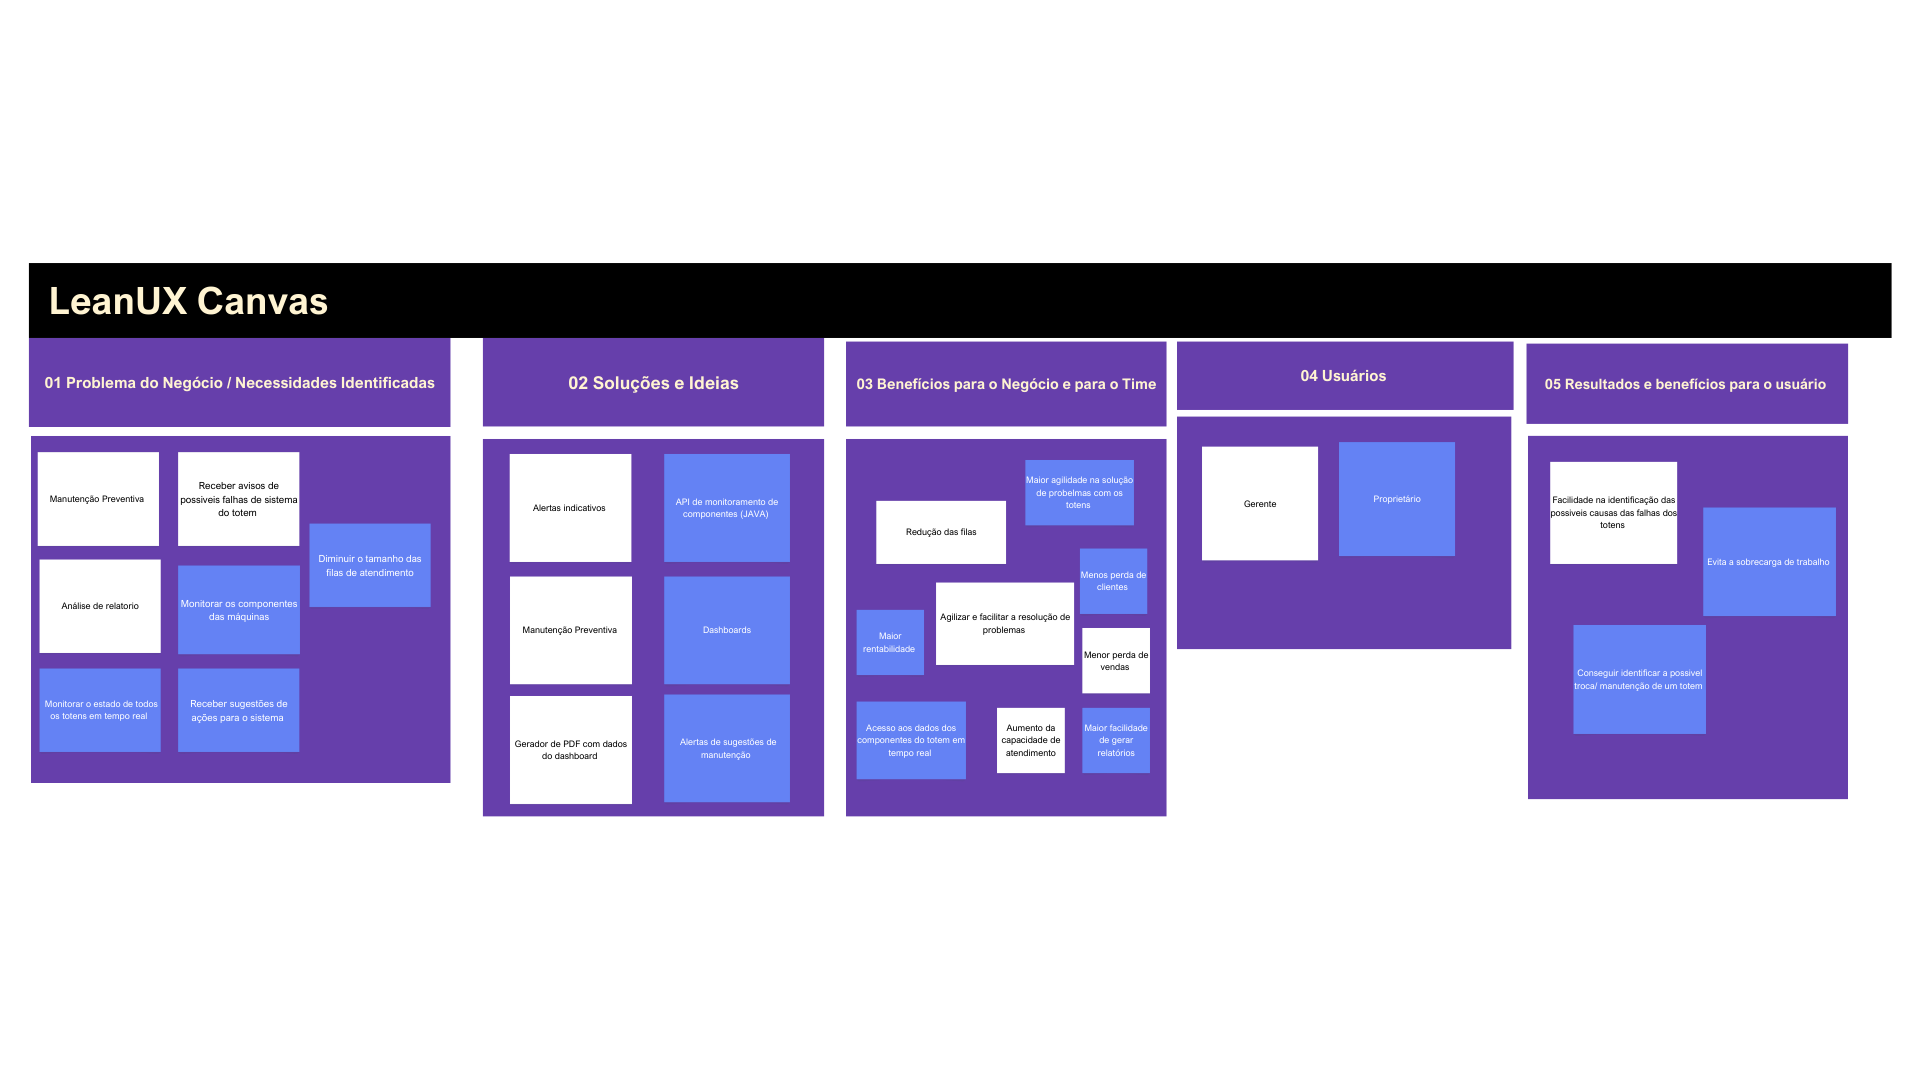 LeanUX Canvas
01 Problema do Negócio / Necessidades Identificadas
Manutenção Preventiva
Receber avisos de
possiveis falhas de sistema
do totem
Diminuir o tamanho das
filas de atendimento
Análise de relatorio
Monitorar os componentes
das máquinas
Monitorar o estado de todos
os totens em tempo real
Receber sugestões de
ações para o sistema
02 Soluções e Ideias
Alertas indicativos
API de monitoramento de
componentes (JAVA)
Manutenção Preventiva
Dashboards
Gerador de PDF com dados
do dashboard
Alertas de sugestões de
manutenção
03 Benefícios para o Negócio e para o Time
Maior agilidade na solução
de probelmas com os
totens
Redução das filas
Menos perda de
clientes
Agilizar e facilitar a resolução de
problemas
Maior
rentabilidade
Menor perda de
vendas
Acesso aos dados dos
componentes do totem em
tempo real
Aumento da
capacidade de
atendimento
Maior facilidade
de gerar
relatórios
04 Usuários
Gerente
Proprietário
05 Resultados e benefícios para o usuário
Facilidade na identificação das
possiveis causas das falhas dos
totens
Evita a sobrecarga de trabalho
Conseguir identificar a possivel
troca/ manutenção de um totem